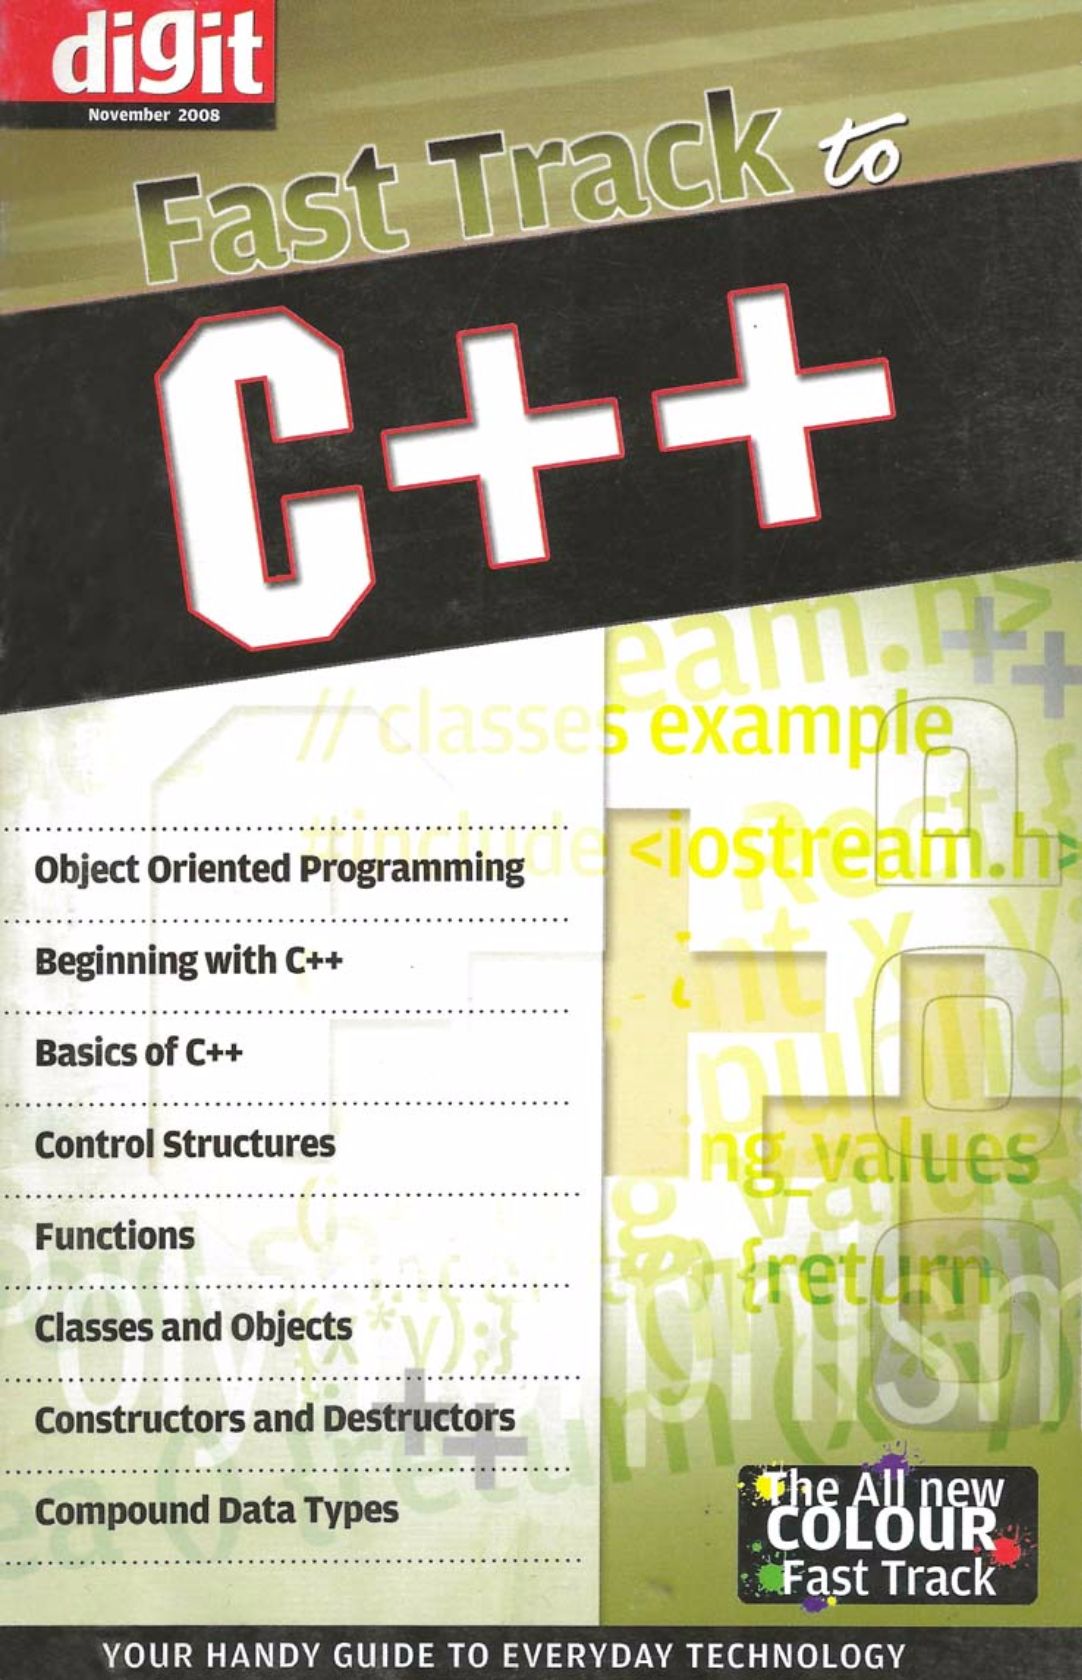 digit
November 2008
Fast Track to
C++
eam.h>
// classes example
#include <iostream.h>
Object Oriented Programming
Beginning with C++
Basics of C++
Control Structures
ng_values
Functions
{return
Classes and Objects
Constructors and Destructors
Compound Data Types
The All new
COLOUR
Fast Track
YOUR HANDY GUIDE TO EVERYDAY TECHNOLOGY